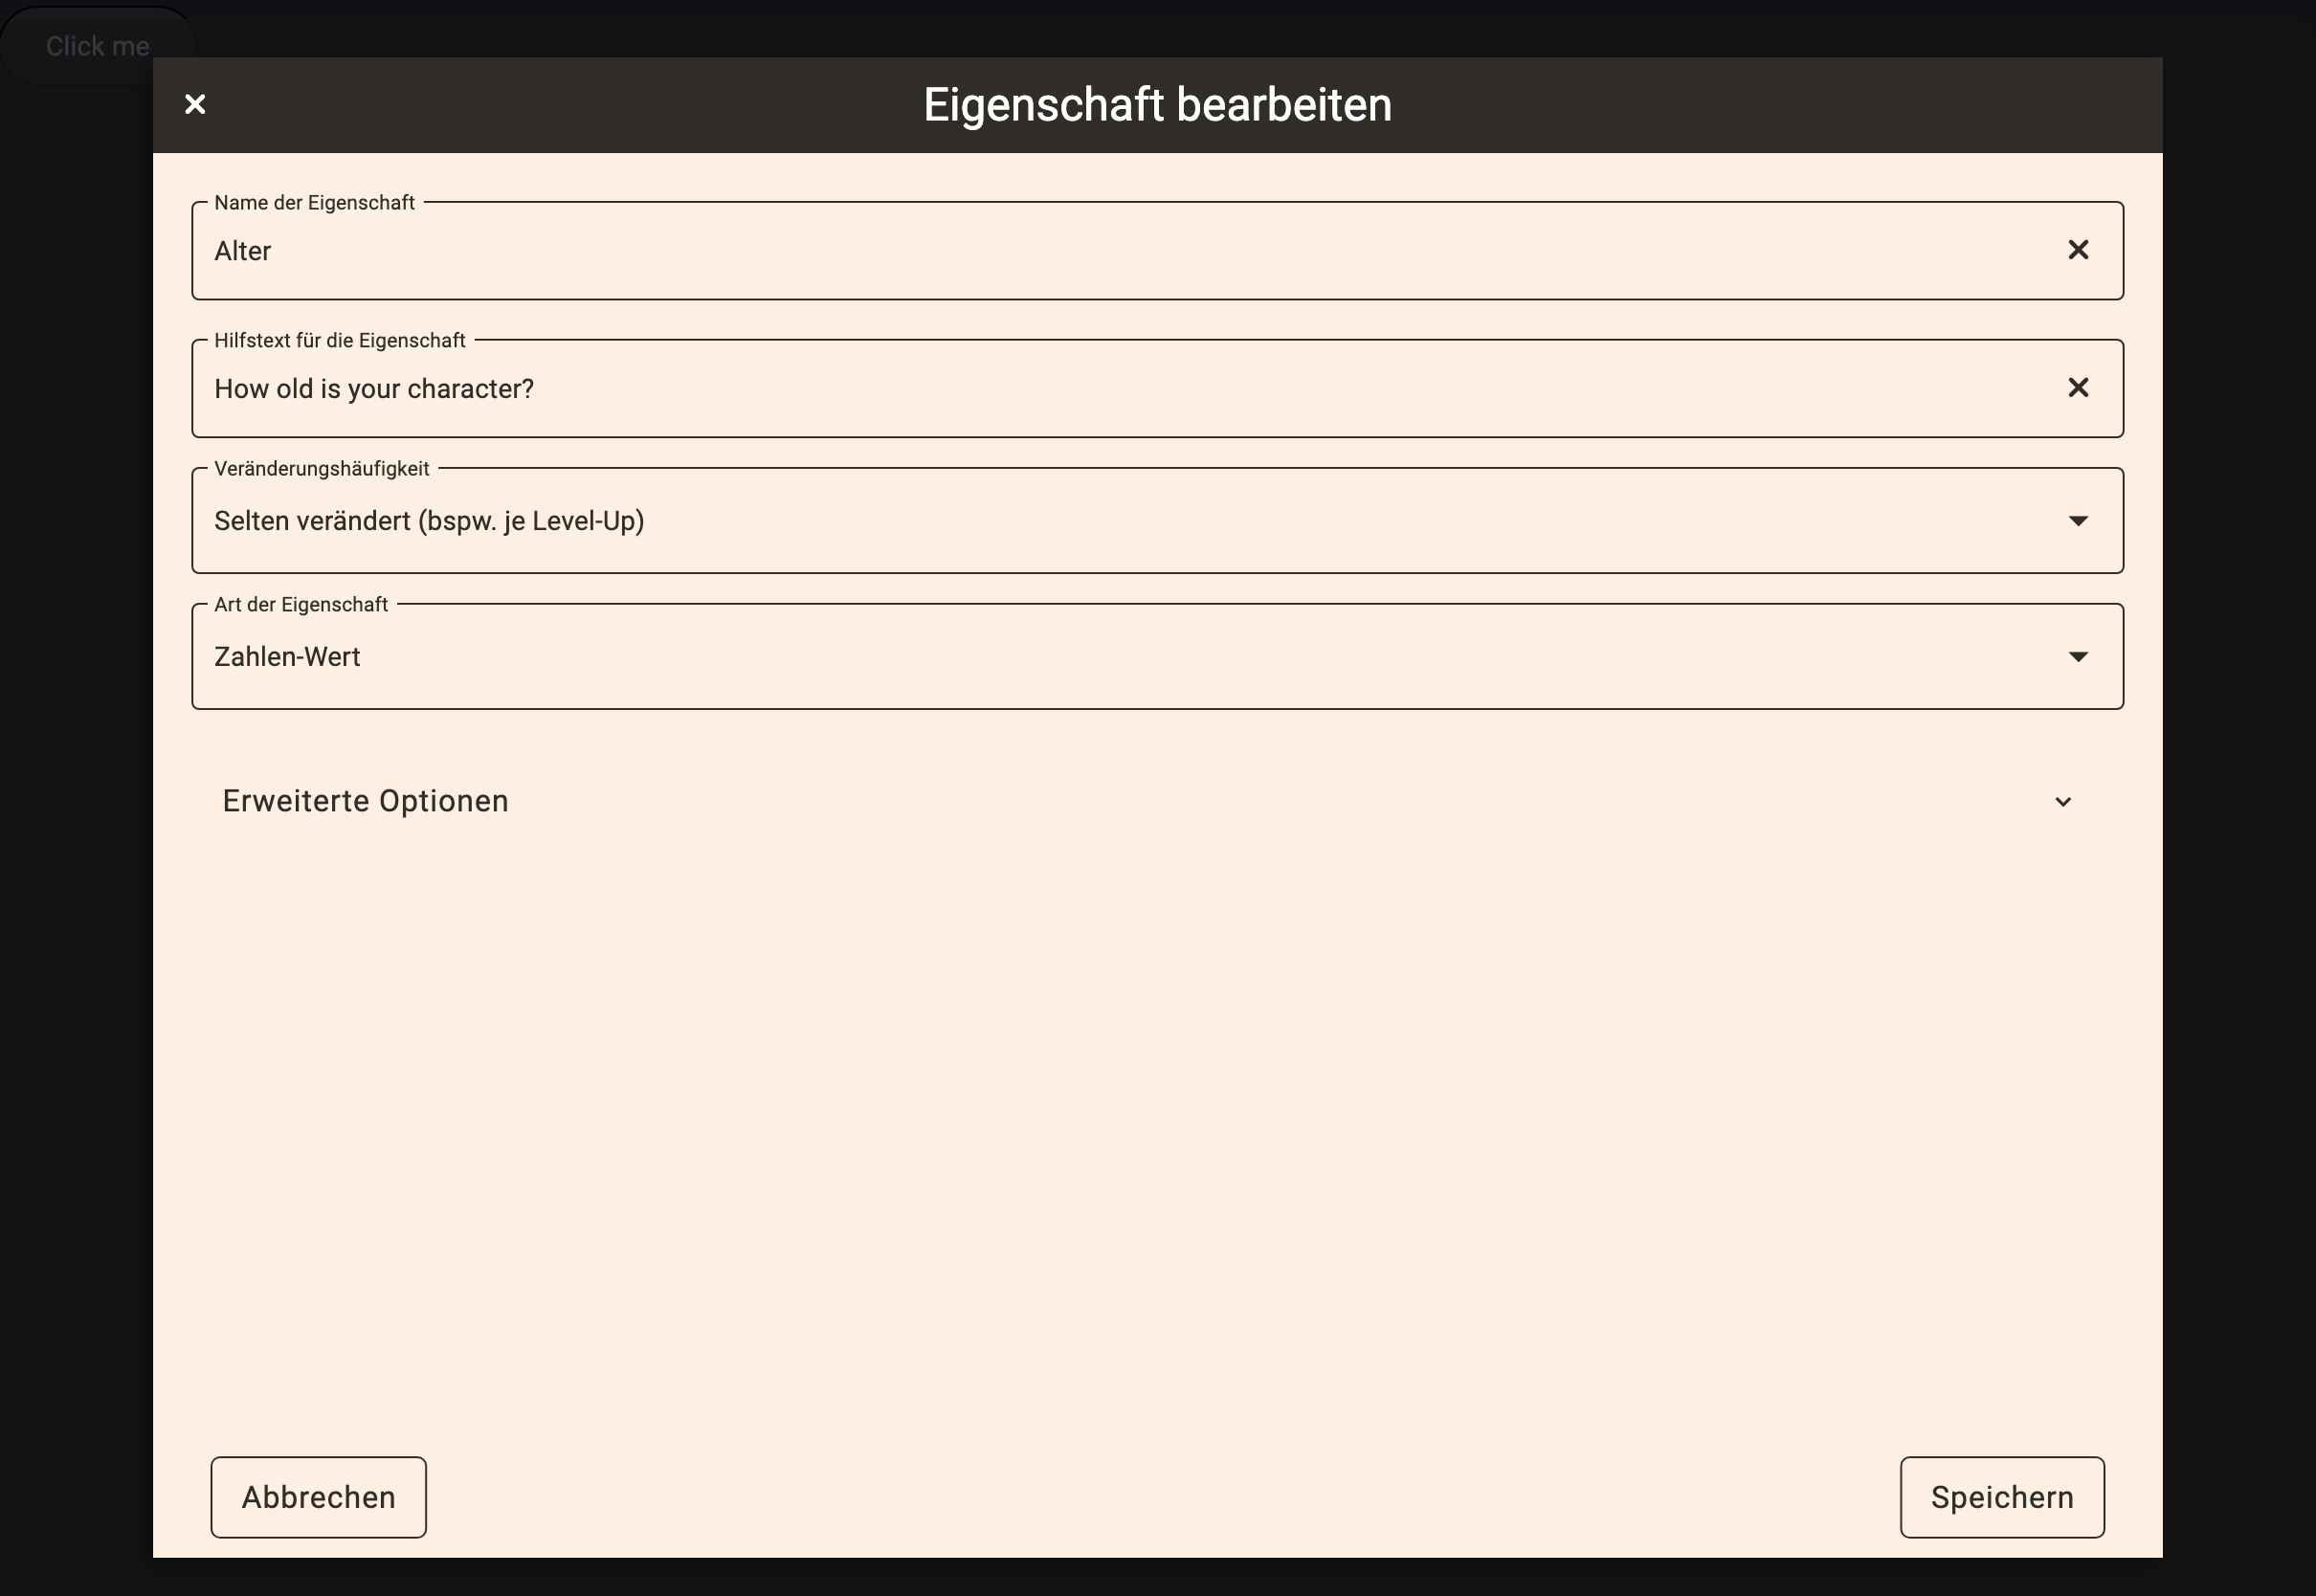 Click me
Eigenschaft bearbeiten
Name der Eigenschaft
Alter
Hilfstext für die Eigenschaft
How old is your character?
Veränderungshäufigkeit
Selten verändert (bspw. je Level-Up)
Art der Eigenschaft
Zahlen-Wert
Erweiterte Optionen
Abbrechen
Speichern